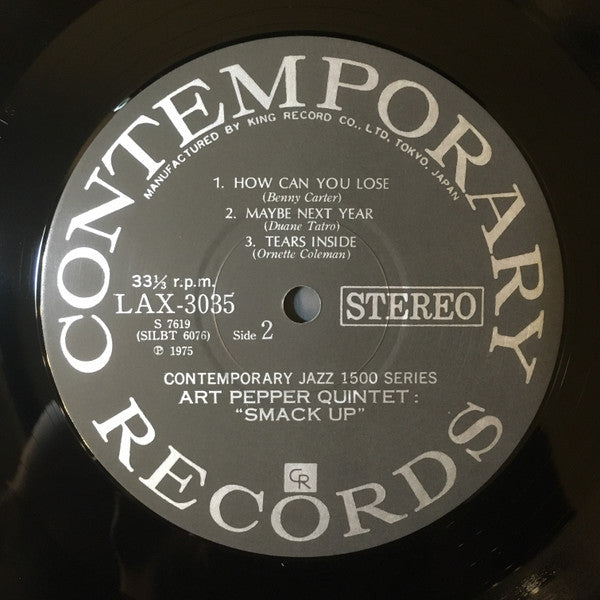 CONTEMPORARY
MANUFACTURED BY KING RECORD CO., LTD. TOKYO, JAPAN
1. HOW CAN YOU LOSE
(Benny Carter)
2. MAYBE NEXT YEAR
(Duane Tatro)
3. TEARS INSIDE
(Ornette Coleman)
33⅓ r.p.m.
LAX-3035
STEREO
S 7619
(SILBT 6076)
Side 2
℗ 1975
CONTEMPORARY JAZZ 1500 SERIES
ART PEPPER QUINTET:
"SMACK UP"
CR
RECORDS